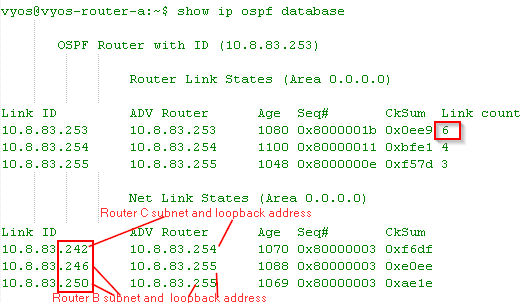 vyos@vyos-router-a:~$ show ip ospf database
OSPF Router with ID (10.8.83.253)
Router Link States (Area 0.0.0.0)
Link ID ADV Router Age Seq# CkSum Link count
10.8.83.253 10.8.83.253 1080 0x8000001b 0x0ee9 6
10.8.83.254 10.8.83.254 1100 0x80000011 0xbfe1 4
10.8.83.255 10.8.83.255 1048 0x8000000e 0xf57d 3
Net Link States (Area 0.0.0.0)
Router C subnet and loopback address
Link ID ADV Router Age Seq# CkSum
10.8.83.242 10.8.83.254 1070 0x80000003 0xf6df
10.8.83.246 10.8.83.255 1088 0x80000003 0xe0ee
10.8.83.250 10.8.83.255 1069 0x80000003 0xae1e
Router B subnet and loopback address